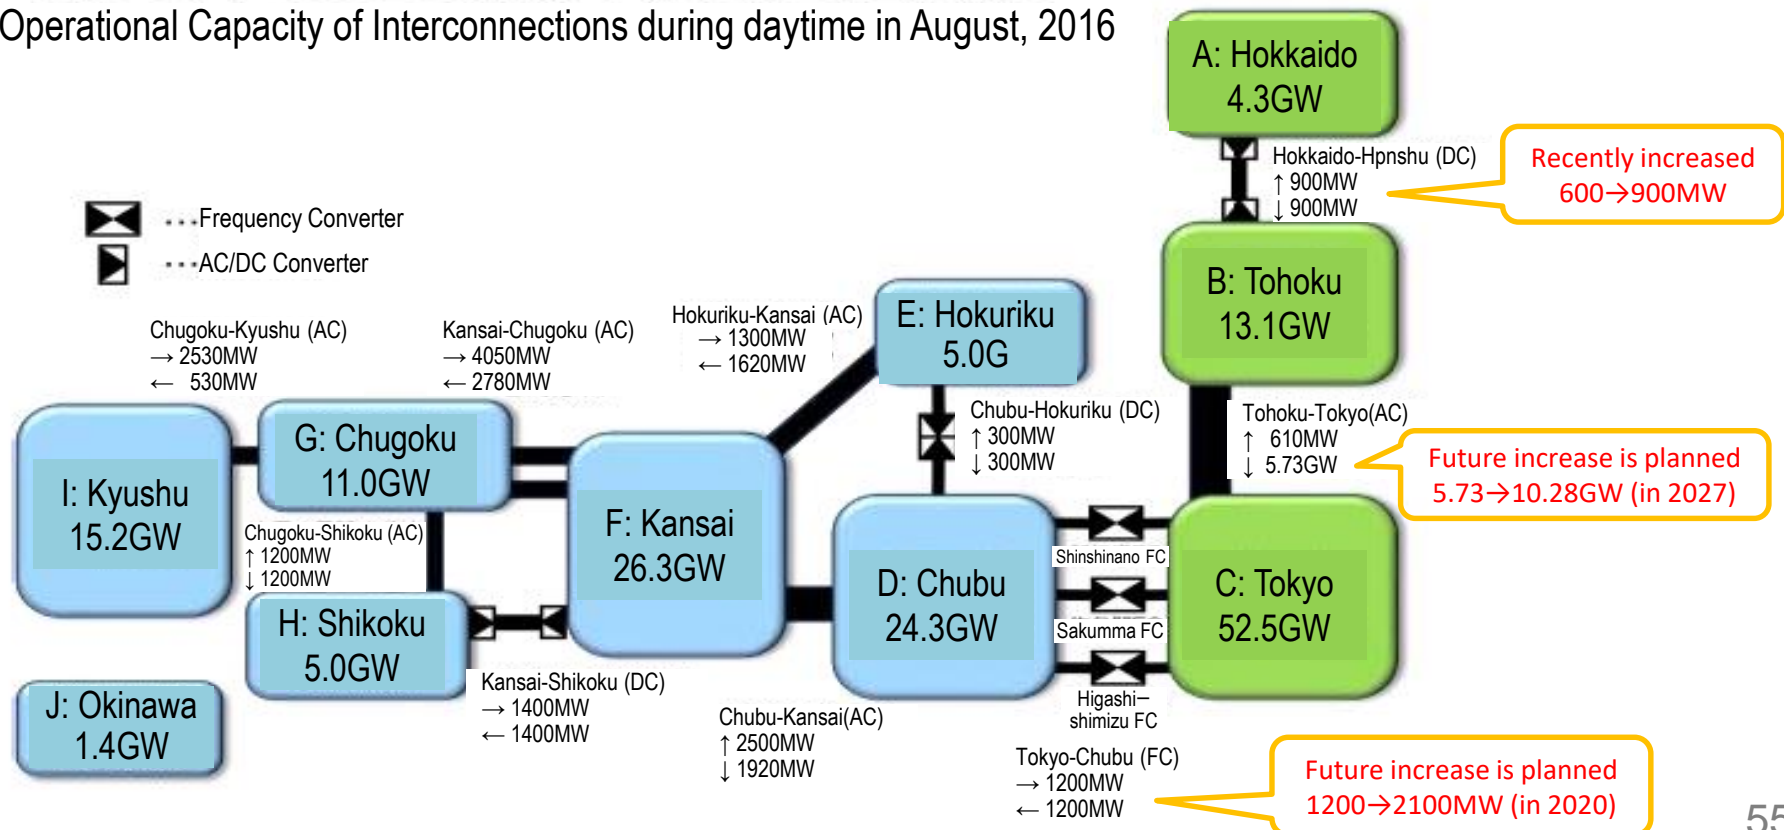 Operational Capacity of Interconnections during daytime in August, 2016
A: Hokkaido
4.3GW
Hokkaido-Hpnshu (DC)
↑ 900MW
↓ 900MW
Recently increased
600→900MW
···Frequency Converter
···AC/DC Converter
B: Tohoku
13.1GW
Chugoku-Kyushu (AC)
→ 2530MW
← 530MW
Kansai-Chugoku (AC)
→ 4050MW
← 2780MW
Hokuriku-Kansai (AC)
→ 1300MW
← 1620MW
E: Hokuriku
5.0G
Chubu-Hokuriku (DC)
↑ 300MW
↓ 300MW
Tohoku-Tokyo(AC)
↑ 610MW
↓ 5.73GW
Future increase is planned
5.73→10.28GW (in 2027)
I: Kyushu
15.2GW
G: Chugoku
11.0GW
Chugoku-Shikoku (AC)
↑ 1200MW
↓ 1200MW
F: Kansai
26.3GW
D: Chubu
24.3GW
Shinshinano FC
Sakumma FC
Higashi–
shimizu FC
C: Tokyo
52.5GW
H: Shikoku
5.0GW
J: Okinawa
1.4GW
Kansai-Shikoku (DC)
→ 1400MW
← 1400MW
Chubu-Kansai(AC)
↑ 2500MW
↓ 1920MW
Tokyo-Chubu (FC)
→ 1200MW
← 1200MW
Future increase is planned
1200→2100MW (in 2020)
55